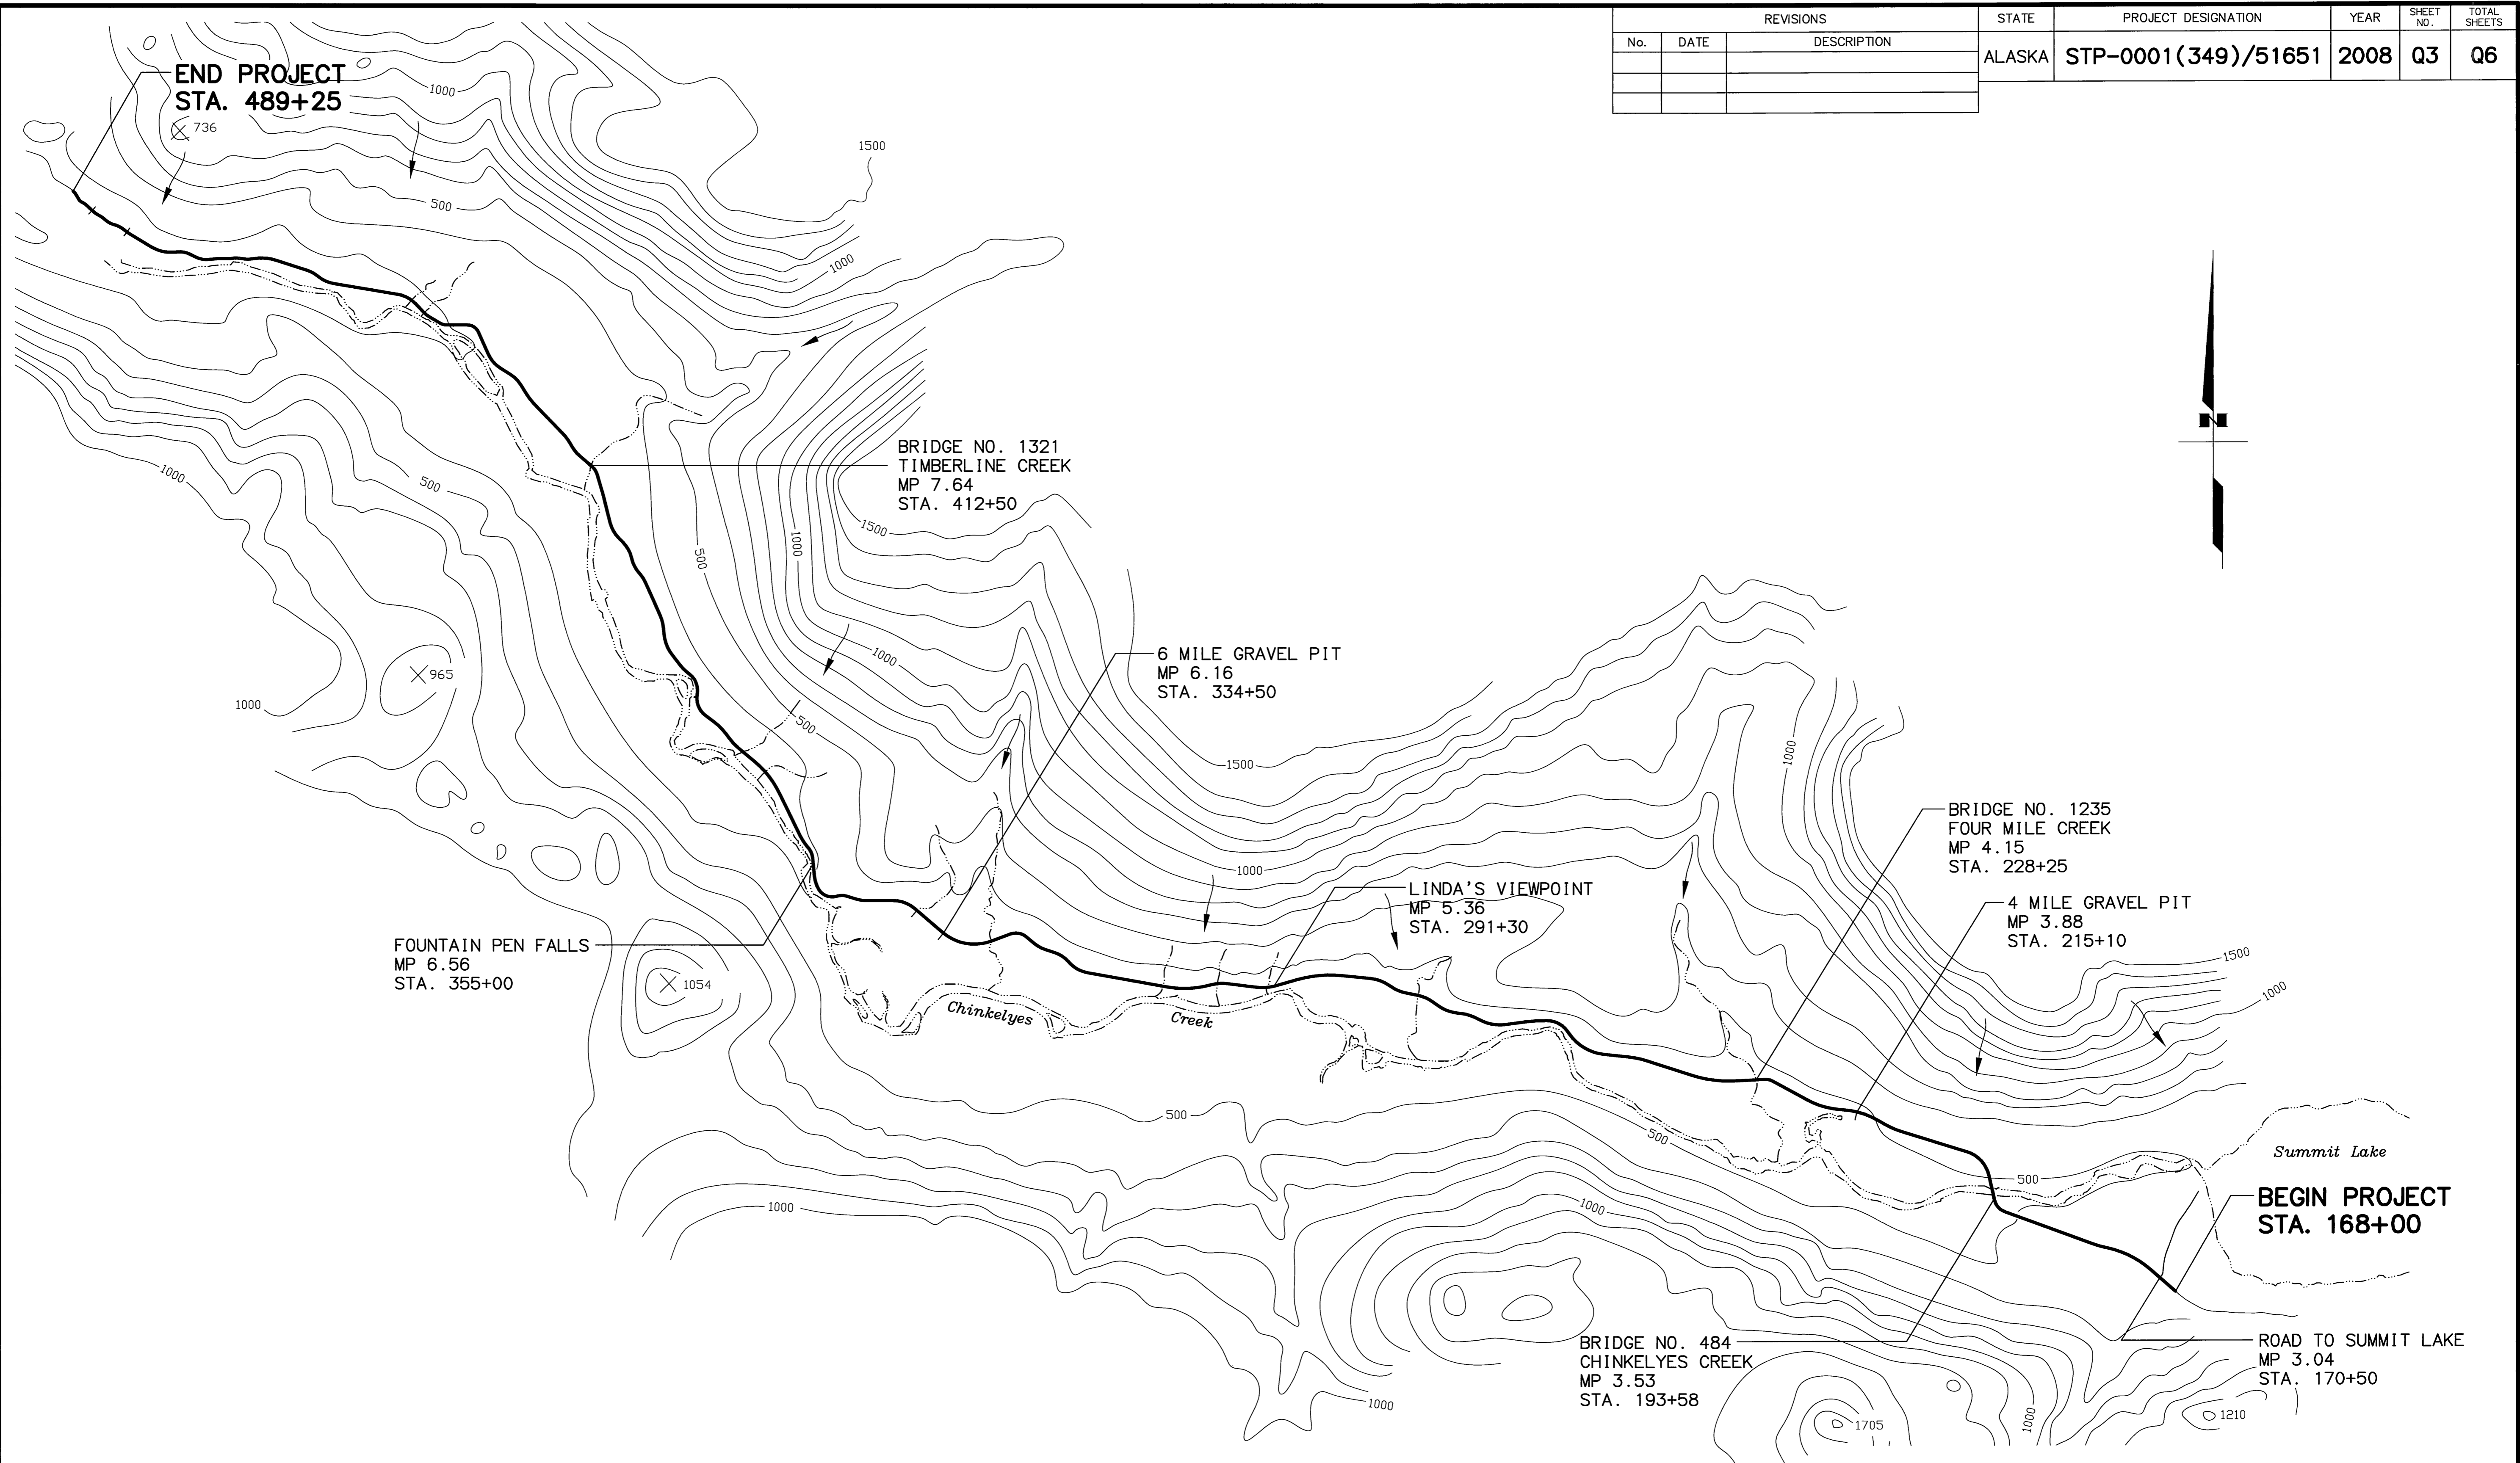 REVISIONS
No. DATE DESCRIPTION
STATE
ALASKA
PROJECT DESIGNATION
STP-0001(349)/51651
YEAR
2008
SHEET NO.
Q3
TOTAL SHEETS
Q6
END PROJECT
STA. 489+25
736
1000
1500
500
1000
N
BRIDGE NO. 1321
TIMBERLINE CREEK
MP 7.64
STA. 412+50
1000
500
1500
1000
500
6 MILE GRAVEL PIT
MP 6.16
STA. 334+50
1000
965
1000
500
1500
1000
BRIDGE NO. 1235
FOUR MILE CREEK
MP 4.15
STA. 228+25
1000
LINDA'S VIEWPOINT
MP 5.36
STA. 291+30
4 MILE GRAVEL PIT
MP 3.88
STA. 215+10
FOUNTAIN PEN FALLS
MP 6.56
STA. 355+00
1054
1500
1000
Chinkelyes
Creek
500
500
Summit Lake
500
BEGIN PROJECT
STA. 168+00
1000
1000
BRIDGE NO. 484
CHINKELYES CREEK
MP 3.53
STA. 193+58
ROAD TO SUMMIT LAKE
MP 3.04
STA. 170+50
1000
1705
1000
1210